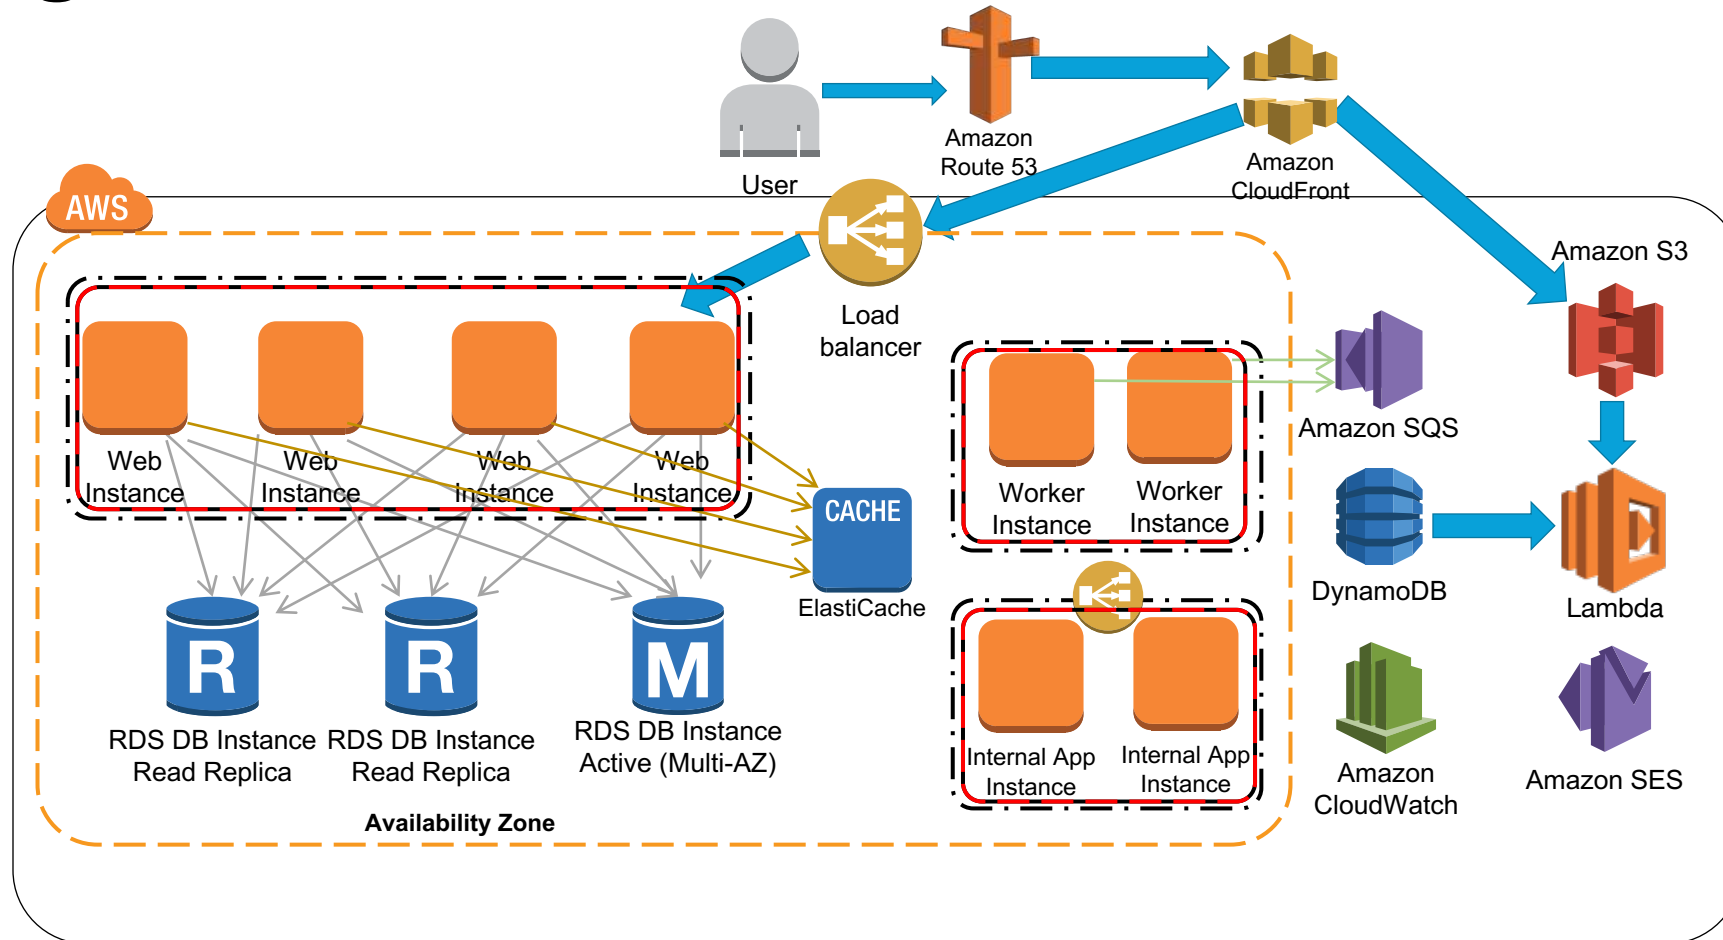 User
Amazon
Route 53
Amazon
CloudFront
AWS
Load
balancer
Amazon S3
Web
Instance
Web
Instance
Web
Instance
Web
Instance
Worker
Instance
Worker
Instance
Amazon SQS
CACHE
ElastiCache
DynamoDB
Lambda
R
R
M
RDS DB Instance
Read Replica
RDS DB Instance
Read Replica
RDS DB Instance
Active (Multi-AZ)
Internal App
Instance
Internal App
Instance
Amazon
CloudWatch
Amazon SES
Availability Zone